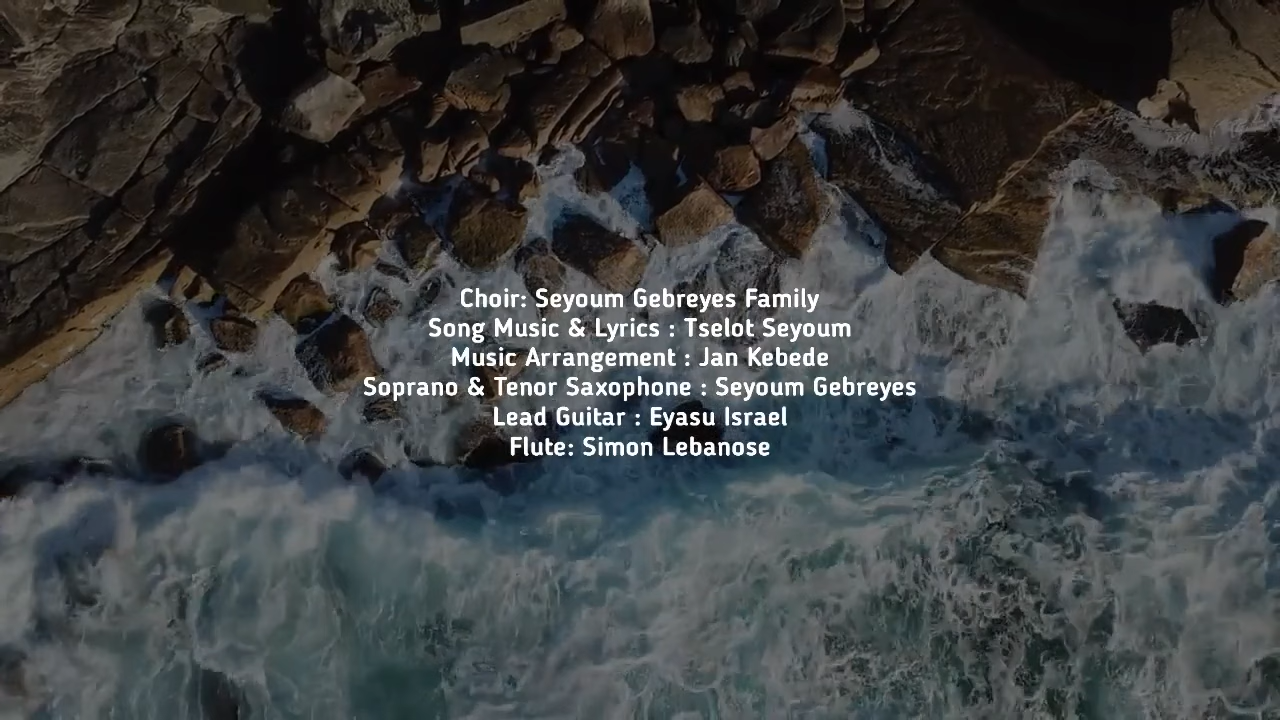 Choir: Seyoum Gebreyes Family
Song Music & Lyrics : Tselot Seyoum
Music Arrangement : Jan Kebede
Soprano & Tenor Saxophone : Seyoum Gebreyes
Lead Guitar : Eyasu Israel
Flute: Simon Lebanose